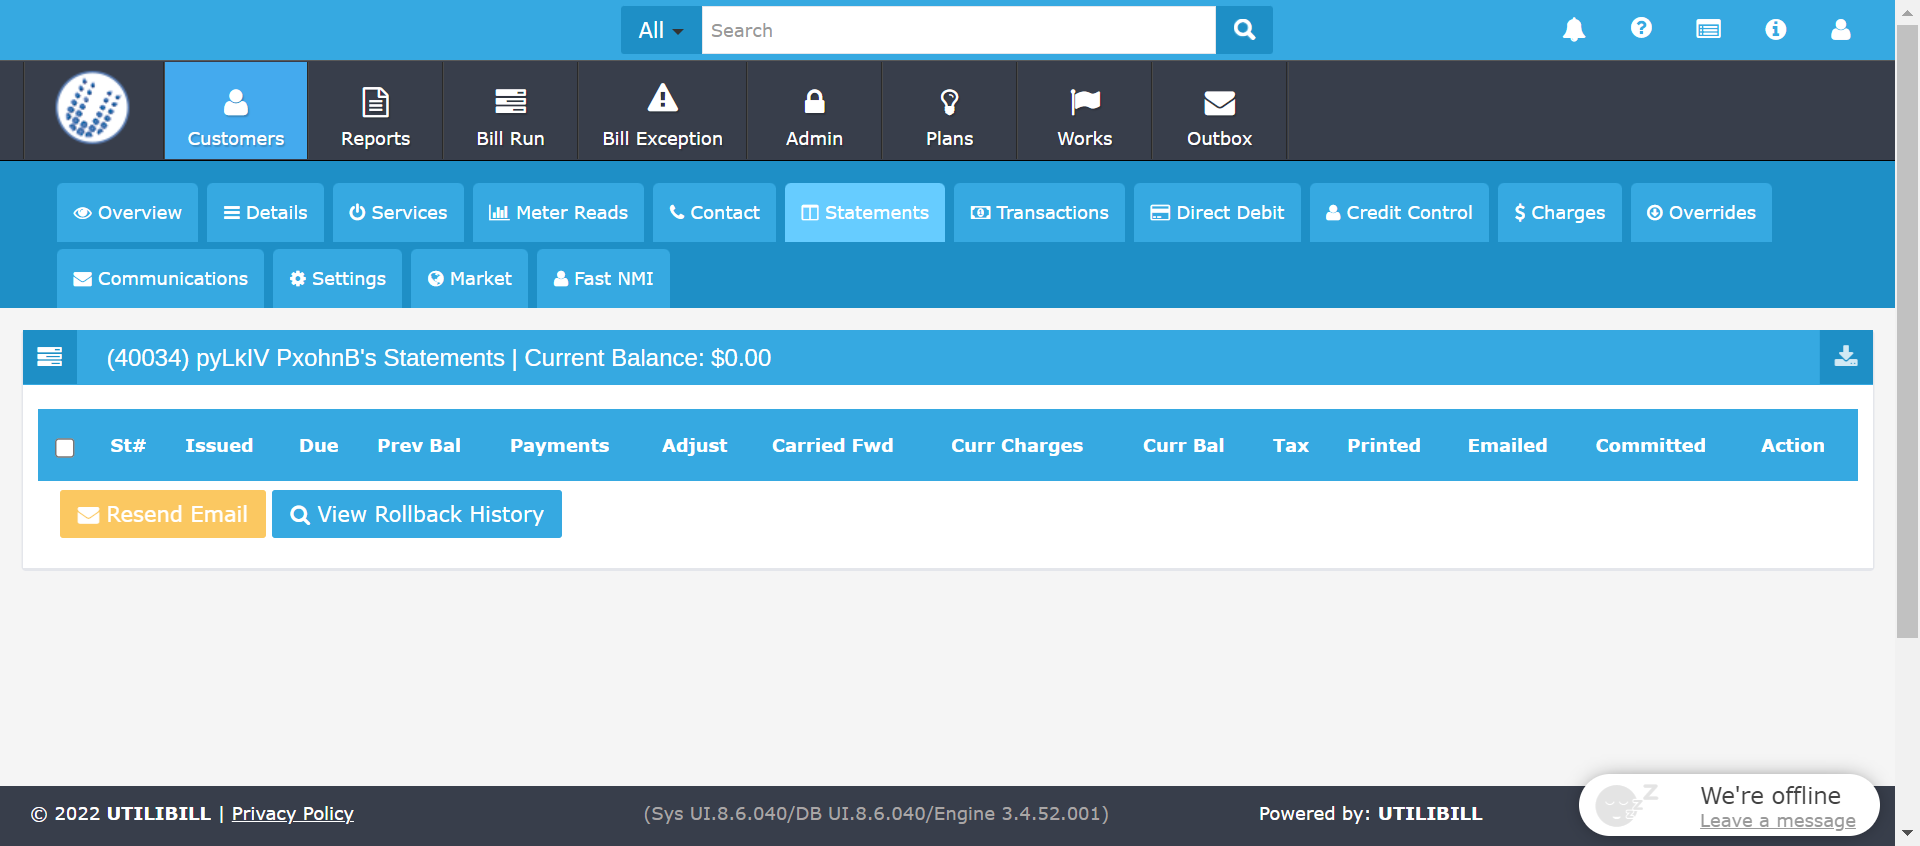 All Search
Customers Reports Bill Run Bill Exception Admin Plans Works Outbox
Overview Details Services Meter Reads Contact Statements Transactions Direct Debit Credit Control Charges Overrides
Communications Settings Market Fast NMI
(40034) pyLkIV PxohnB's Statements | Current Balance: $0.00
St# Issued Due Prev Bal Payments Adjust Carried Fwd Curr Charges Curr Bal Tax Printed Emailed Committed Action
Resend Email View Rollback History
© 2022 UTILIBILL | Privacy Policy (Sys UI.8.6.040/DB UI.8.6.040/Engine 3.4.52.001) Powered by: UTILIBILL
We're offline
Leave a message